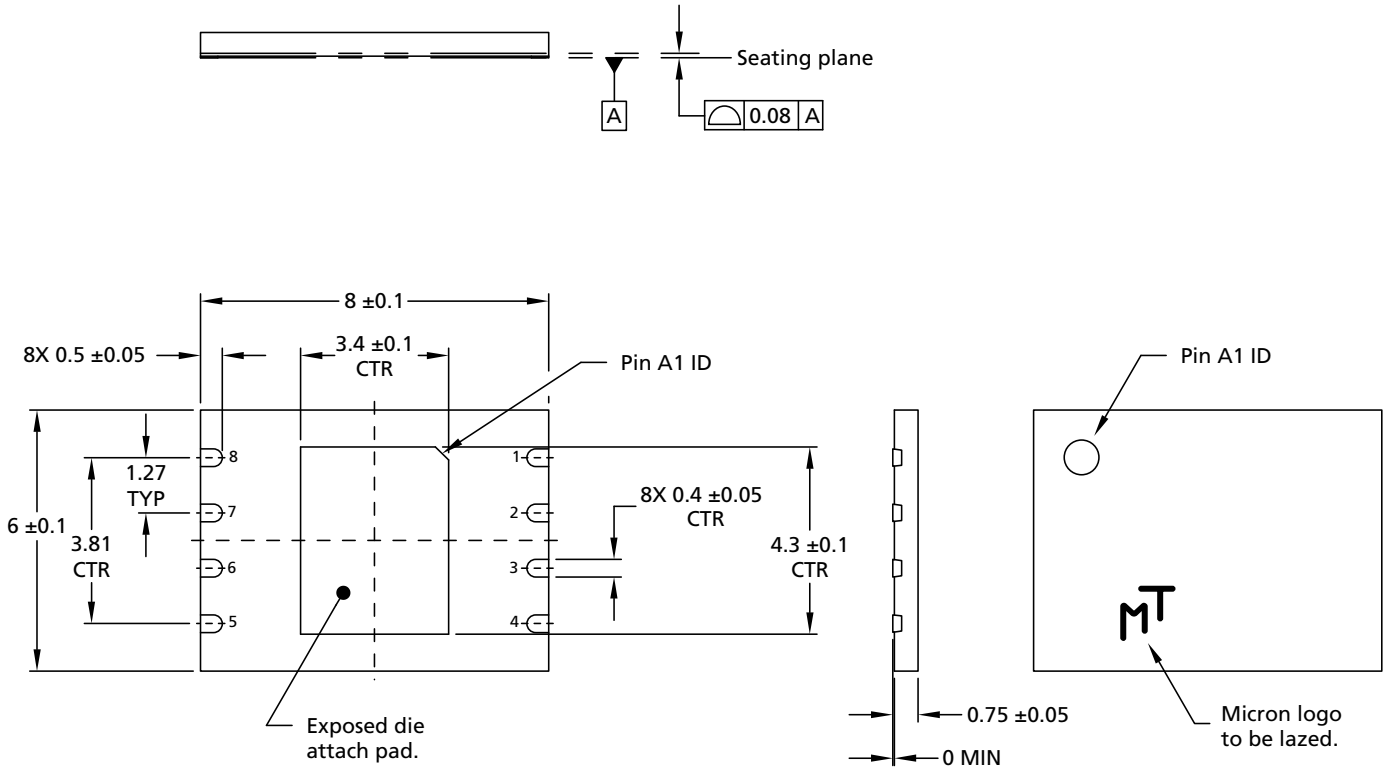 Seating plane
A
0.08 A
8 ±0.1
8X 0.5 ±0.05
3.4 ±0.1
CTR
Pin A1 ID
Pin A1 ID
8
1
1.27
TYP
7
2
8X 0.4 ±0.05
CTR
6 ±0.1
3.81
CTR
4.3 ±0.1
CTR
6
3
5
4
MT
Exposed die
attach pad.
0.75 ±0.05
Micron logo
to be lazed.
0 MIN